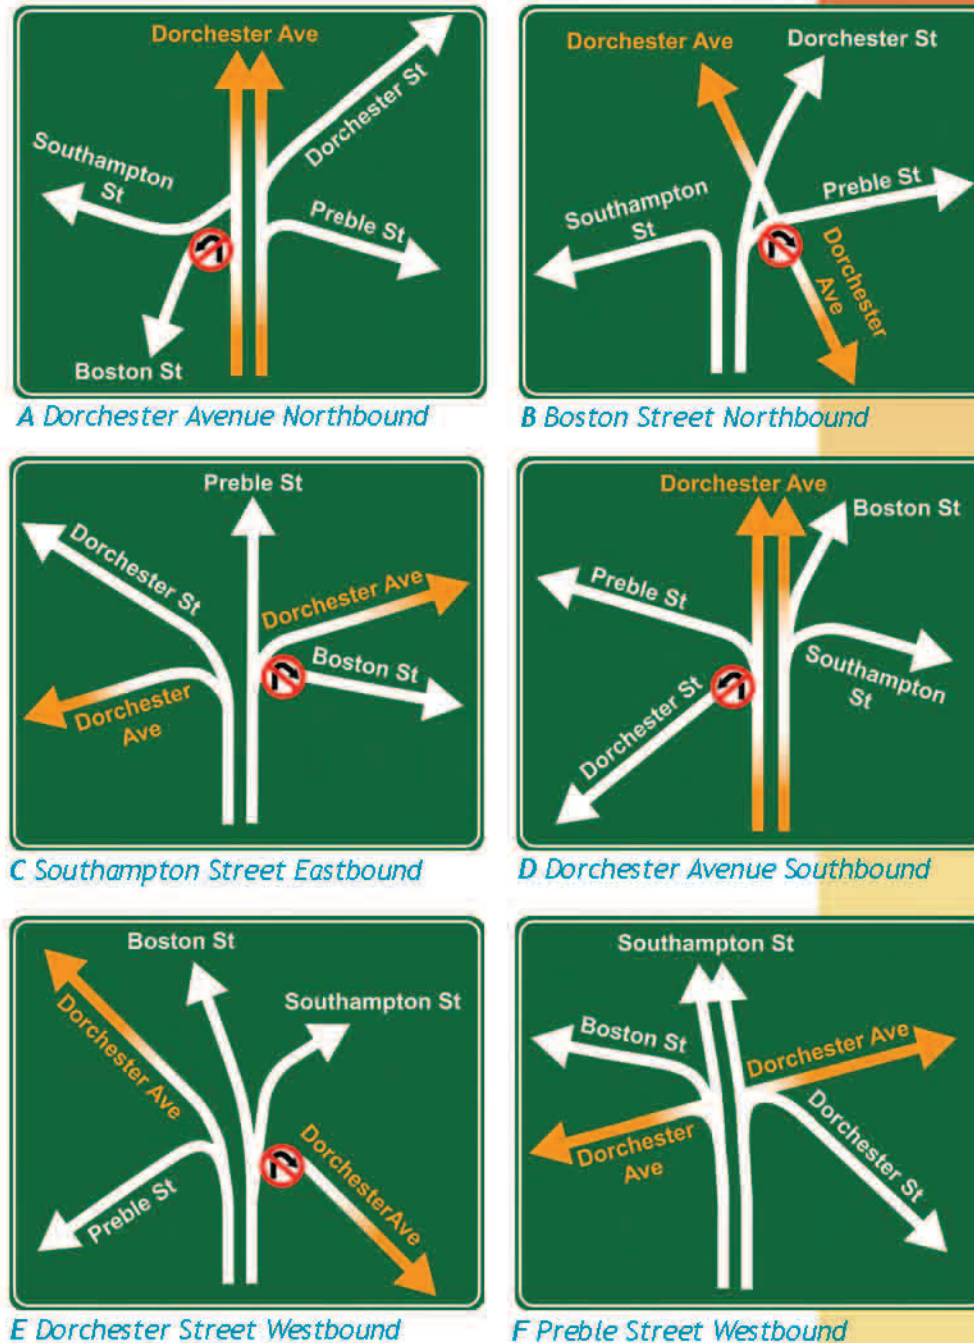 Dorchester Ave
Dorchester St
Southampton
St
Preble St
Boston St
A Dorchester Avenue Northbound
Dorchester Ave
Dorchester St
Southampton
St
Preble St
Dorchester
Ave
B Boston Street Northbound
Preble St
Dorchester St
Dorchester Ave
Boston St
Dorchester
Ave
C Southampton Street Eastbound
Dorchester Ave
Boston St
Preble St
Southampton
St
Dorchester St
D Dorchester Avenue Southbound
Boston St
Southampton St
Dorchester Ave
Preble St
DorchesterAve
E Dorchester Street Westbound
Southampton St
Boston St
Dorchester Ave
Dorchester
Ave
Dorchester St
F Preble Street Westbound